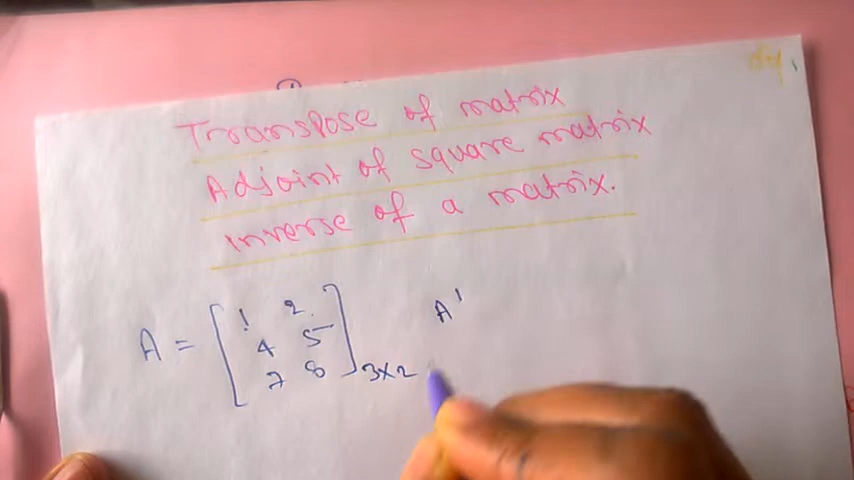 Transpose of matrix
Adjoint of square matrix
inverse of a matrix.
A = [ 1 2. A'
4 5
7 8 ] 3x2